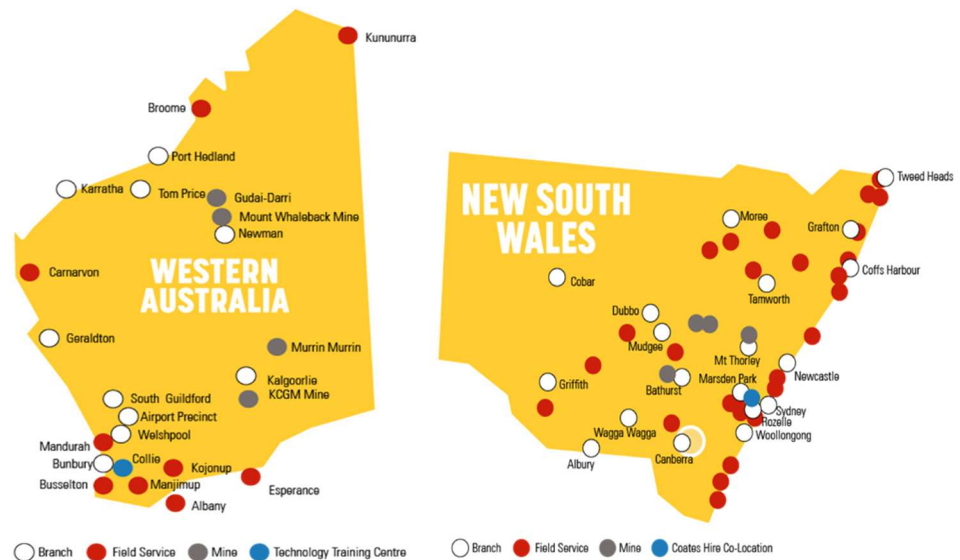 Kununurra
Broome
Port Hedland
Karratha
Tom Price
Gudai-Darri
Mount Whaleback Mine
Newman
Carnarvon
WESTERN
AUSTRALIA
Geraldton
Murrin Murrin
Kalgoorlie
KCGM Mine
South Guildford
Airport Precinct
Welshpool
Mandurah
Bunbury
Collie
Kojonup
Busselton
Manjimup
Esperance
Albany
Branch
Field Service
Mine
Technology Training Centre
NEW SOUTH
WALES
Tweed Heads
Moree
Grafton
Coffs Harbour
Cobar
Tamworth
Dubbo
Mudgee
Mt Thorley
Newcastle
Griffith
Bathurst
Marsden Park
Sydney
Rozelle
Wagga Wagga
Woollongong
Albury
Canberra
Branch
Field Service
Mine
Coates Hire Co-Location